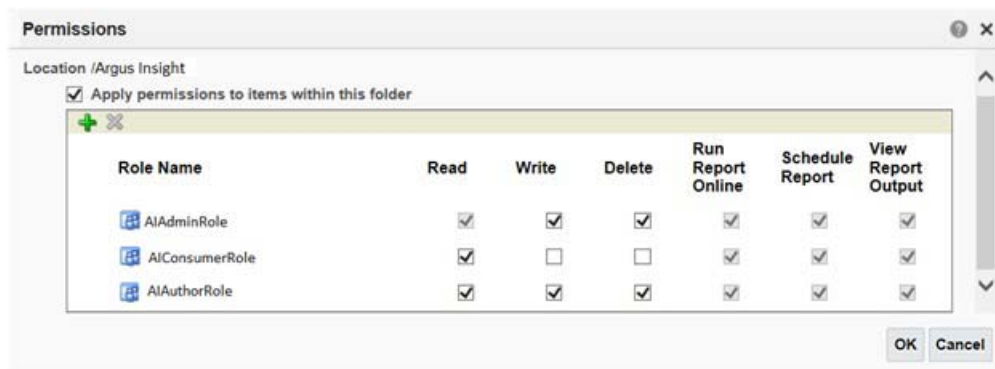 Permissions
Location /Argus Insight
Apply permissions to items within this folder
Role Name Read Write Delete Run Report Online Schedule Report View Report Output
AIAdminRole
AIConsumerRole
AIAuthorRole
OK Cancel